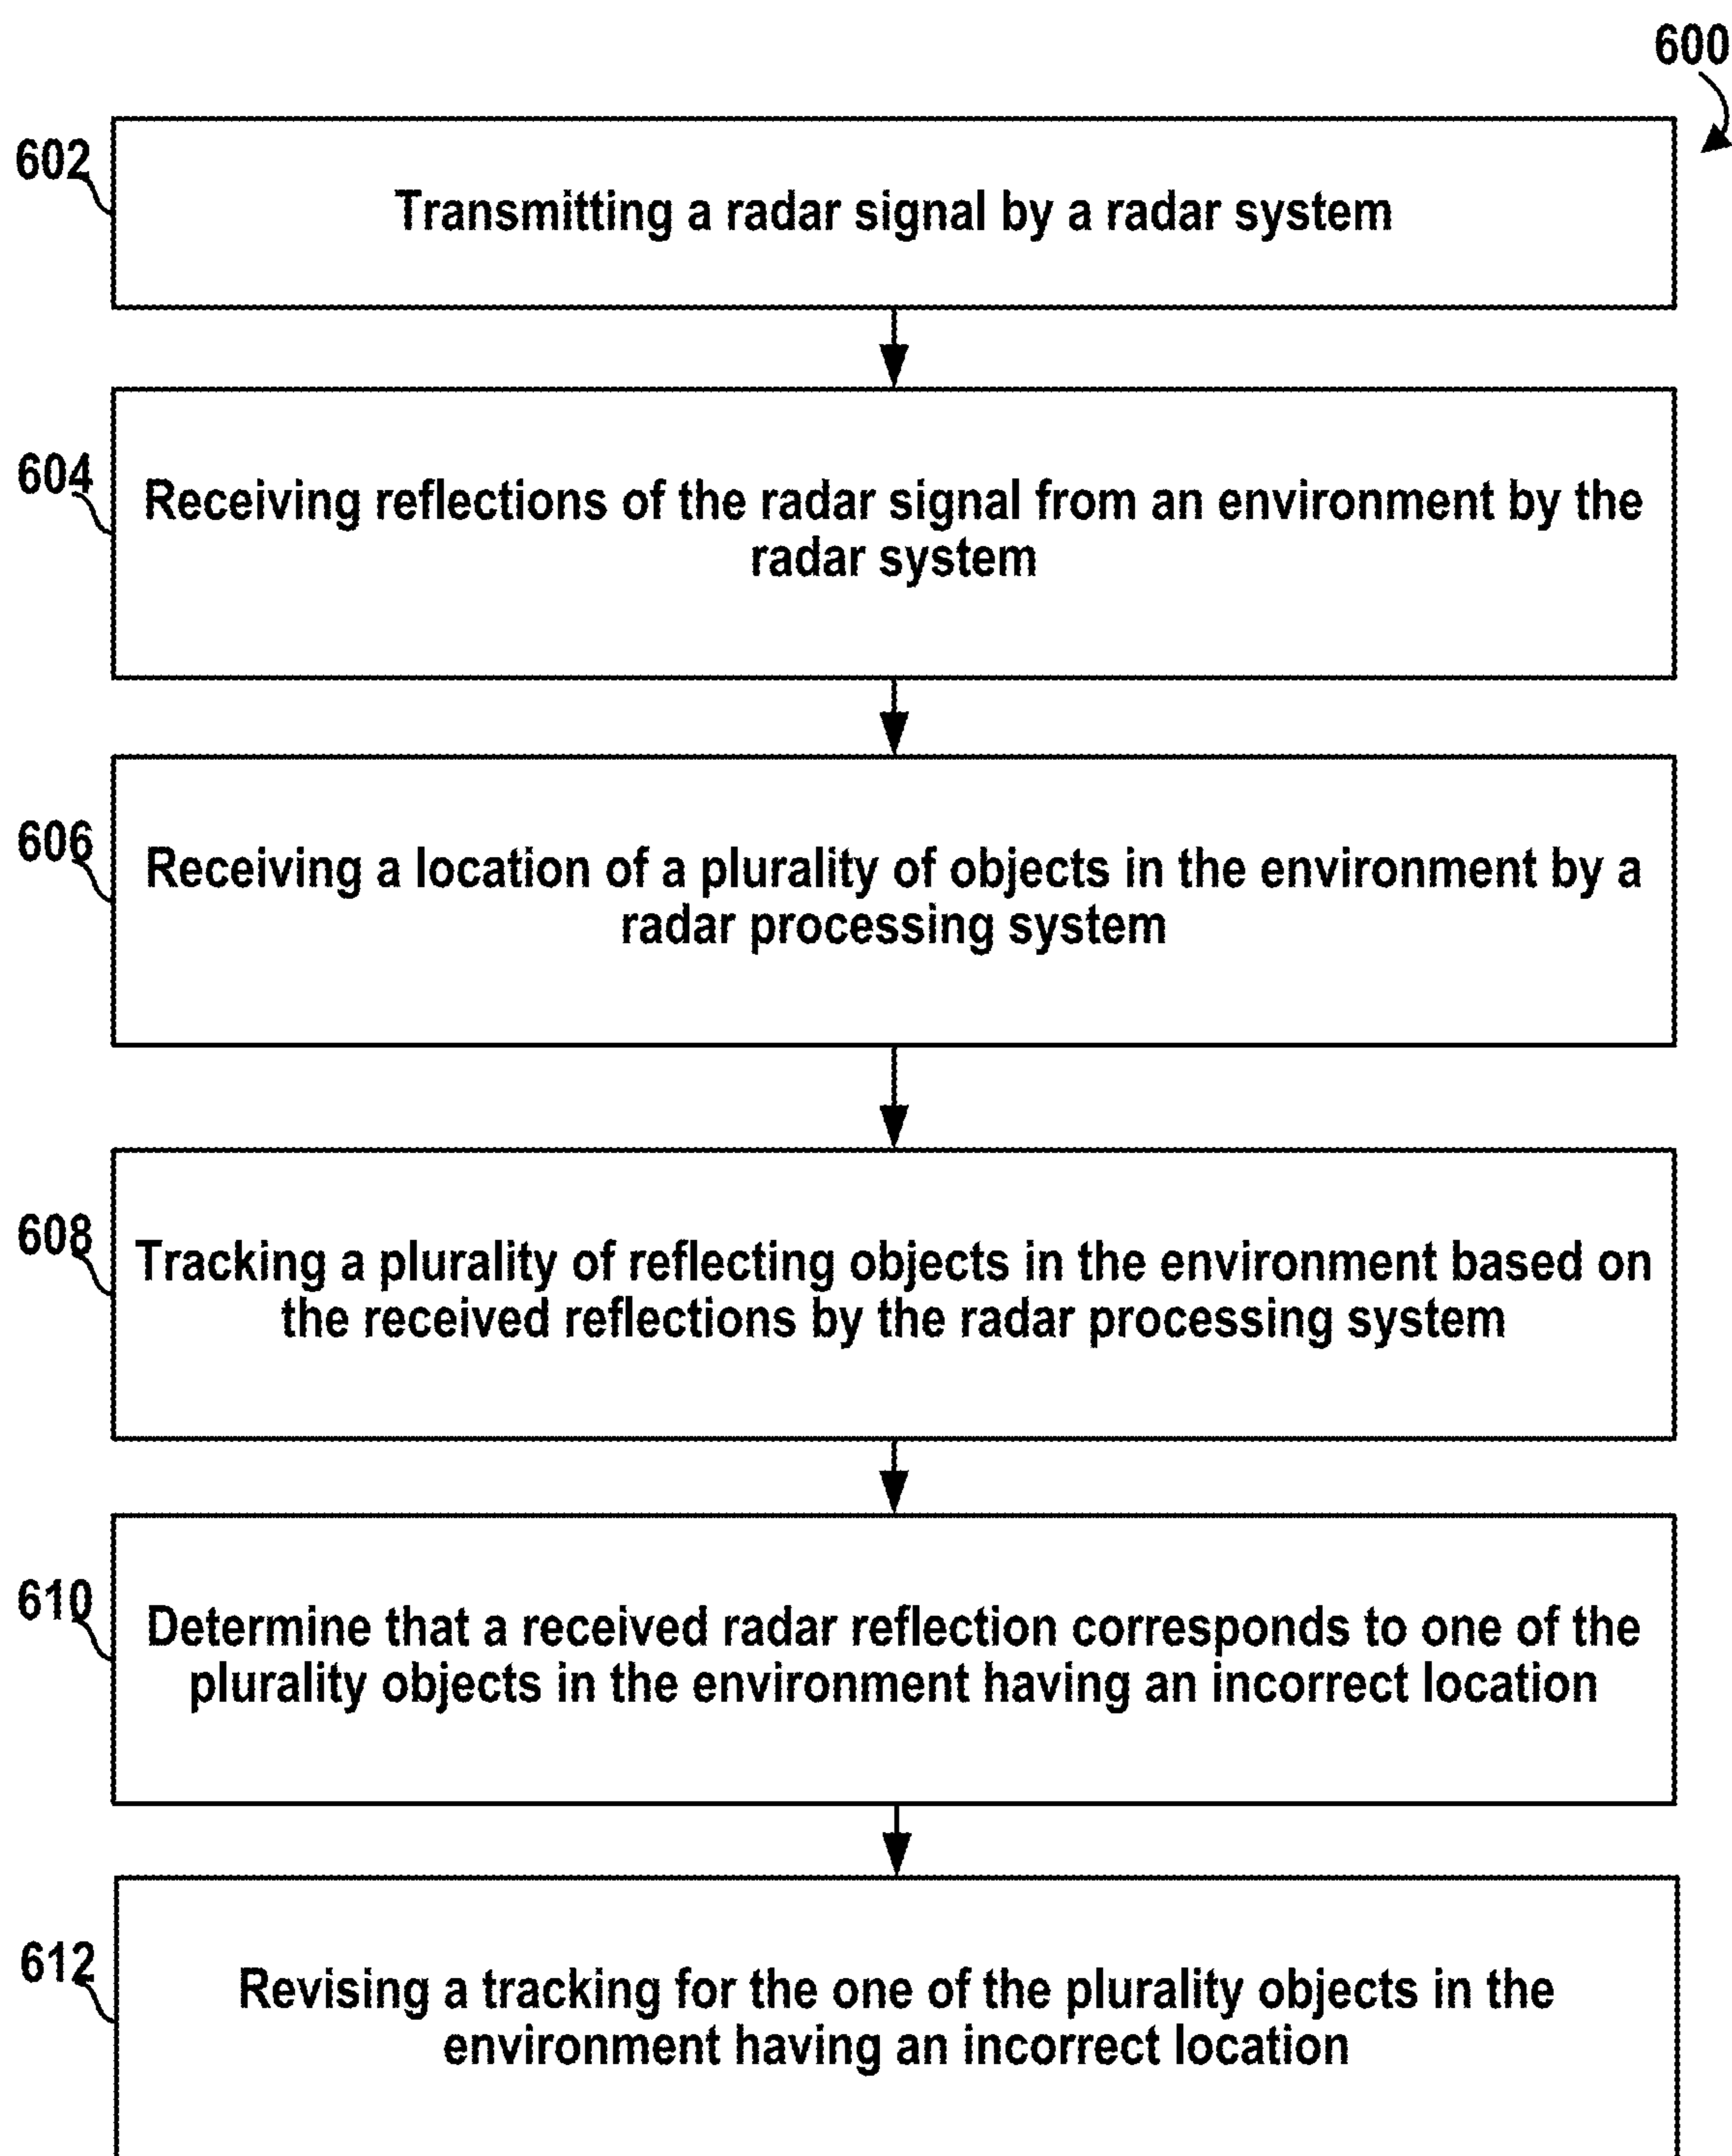 600
602
Transmitting a radar signal by a radar system
604
Receiving reflections of the radar signal from an environment by the
radar system
606
Receiving a location of a plurality of objects in the environment by a
radar processing system
608
Tracking a plurality of reflecting objects in the environment based on
the received reflections by the radar processing system
610
Determine that a received radar reflection corresponds to one of the
plurality objects in the environment having an incorrect location
612
Revising a tracking for the one of the plurality objects in the
environment having an incorrect location